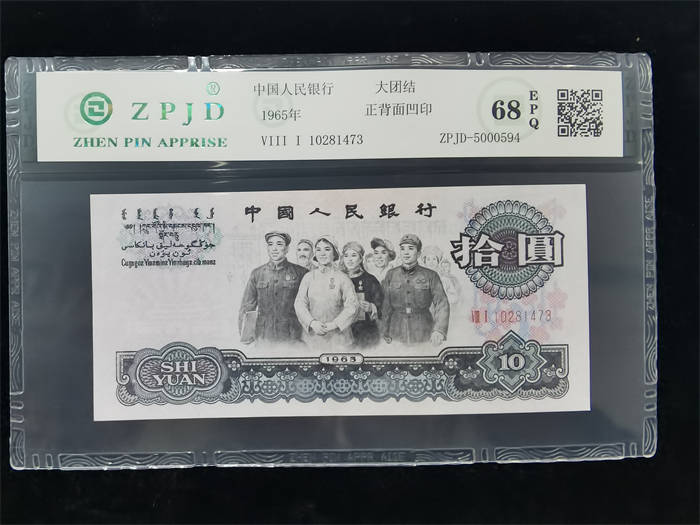 ZPJD®
ZHEN PIN APPRISE
中国人民银行 大团结
1965年 正背面凹印
VIII I 10281473 ZPJD-5000594
68 EPQ
中國人民銀行
拾圓
VIII I 10281473
1965
SHI
YUAN
10